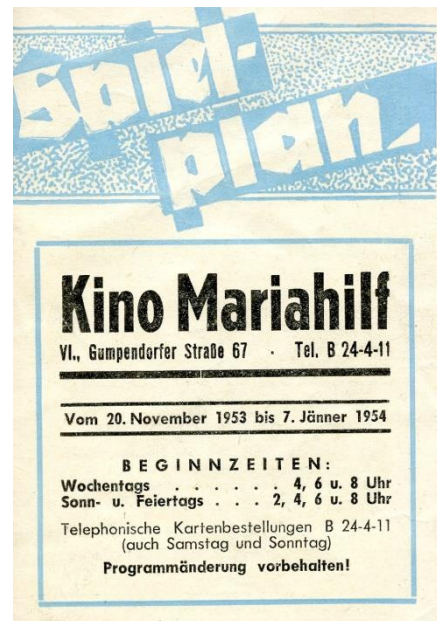 Spiel-
plan
Kino Mariahilf
VI., Gumpendorfer Straße 67 · Tel. B 24-4-11
Vom 20. November 1953 bis 7. Jänner 1954
BEGINNZEITEN:
Wochentags . . . . . . 4, 6 u. 8 Uhr
Sonn- u. Feiertags . . . 2, 4, 6 u. 8 Uhr
Telephonische Kartenbestellungen B 24-4-11
(auch Samstag und Sonntag)
Programmänderung vorbehalten!